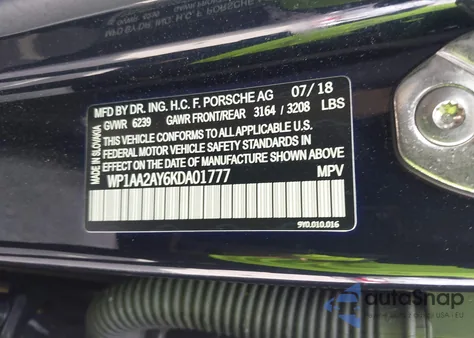 MFD BY DR. ING. H.C. F. PORSCHE AG 07/18
GVWR 6239 GAWR FRONT/REAR 3164 / 3208 LBS
THIS VEHICLE CONFORMS TO ALL APPLICABLE U.S.
FEDERAL MOTOR VEHICLE SAFETY STANDARDS IN
EFFECT ON THE DATE OF MANUFACTURE SHOWN ABOVE.
WP1AA2AY6KDA01777 MPV
MADE IN SLOVAKIA
9Y0.010.016
autoSnap